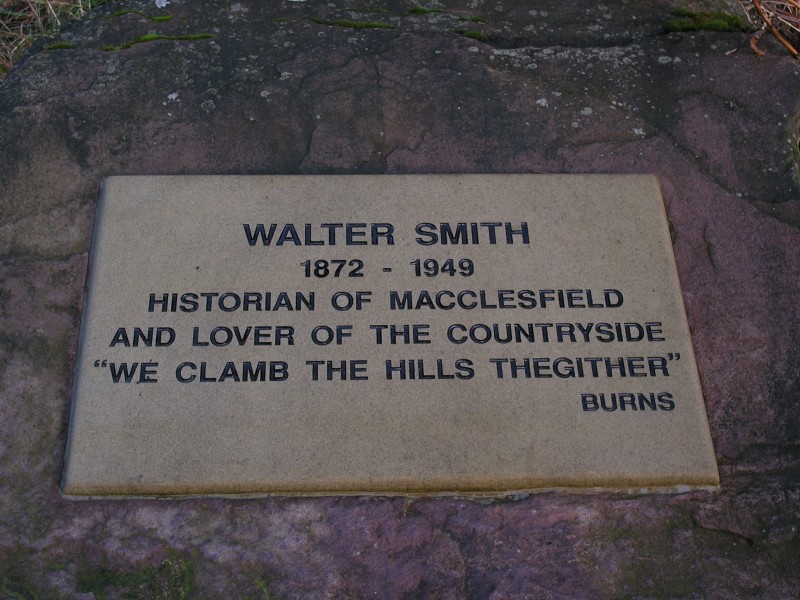 WALTER SMITH
1872 - 1949
HISTORIAN OF MACCLESFIELD
AND LOVER OF THE COUNTRYSIDE
“WE CLAMB THE HILLS THEGITHER”
BURNS